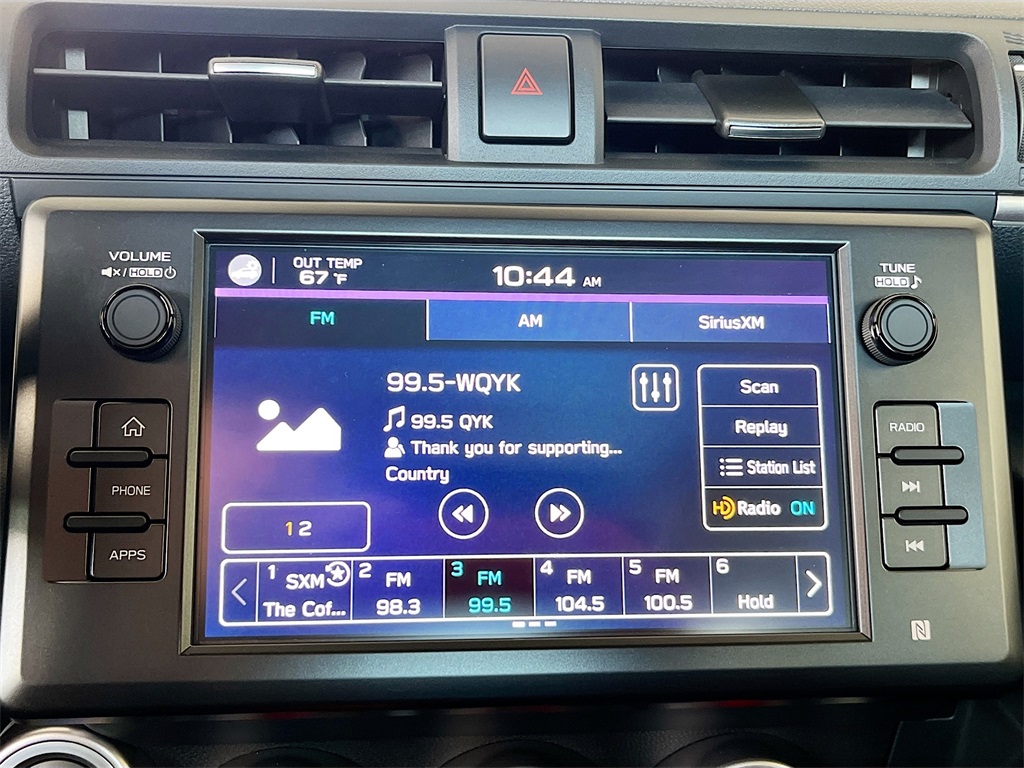 VOLUME
/ HOLD
OUT TEMP
67 °F
10:44 AM
TUNE
HOLD
FM
AM
SiriusXM
99.5-WQYK
99.5 QYK
Thank you for supporting...
Country
Scan
Replay
Station List
HD Radio ON
PHONE
APPS
RADIO
1 2
1 SXM
The Cof...
2 FM
98.3
3 FM
99.5
4 FM
104.5
5 FM
100.5
6
Hold